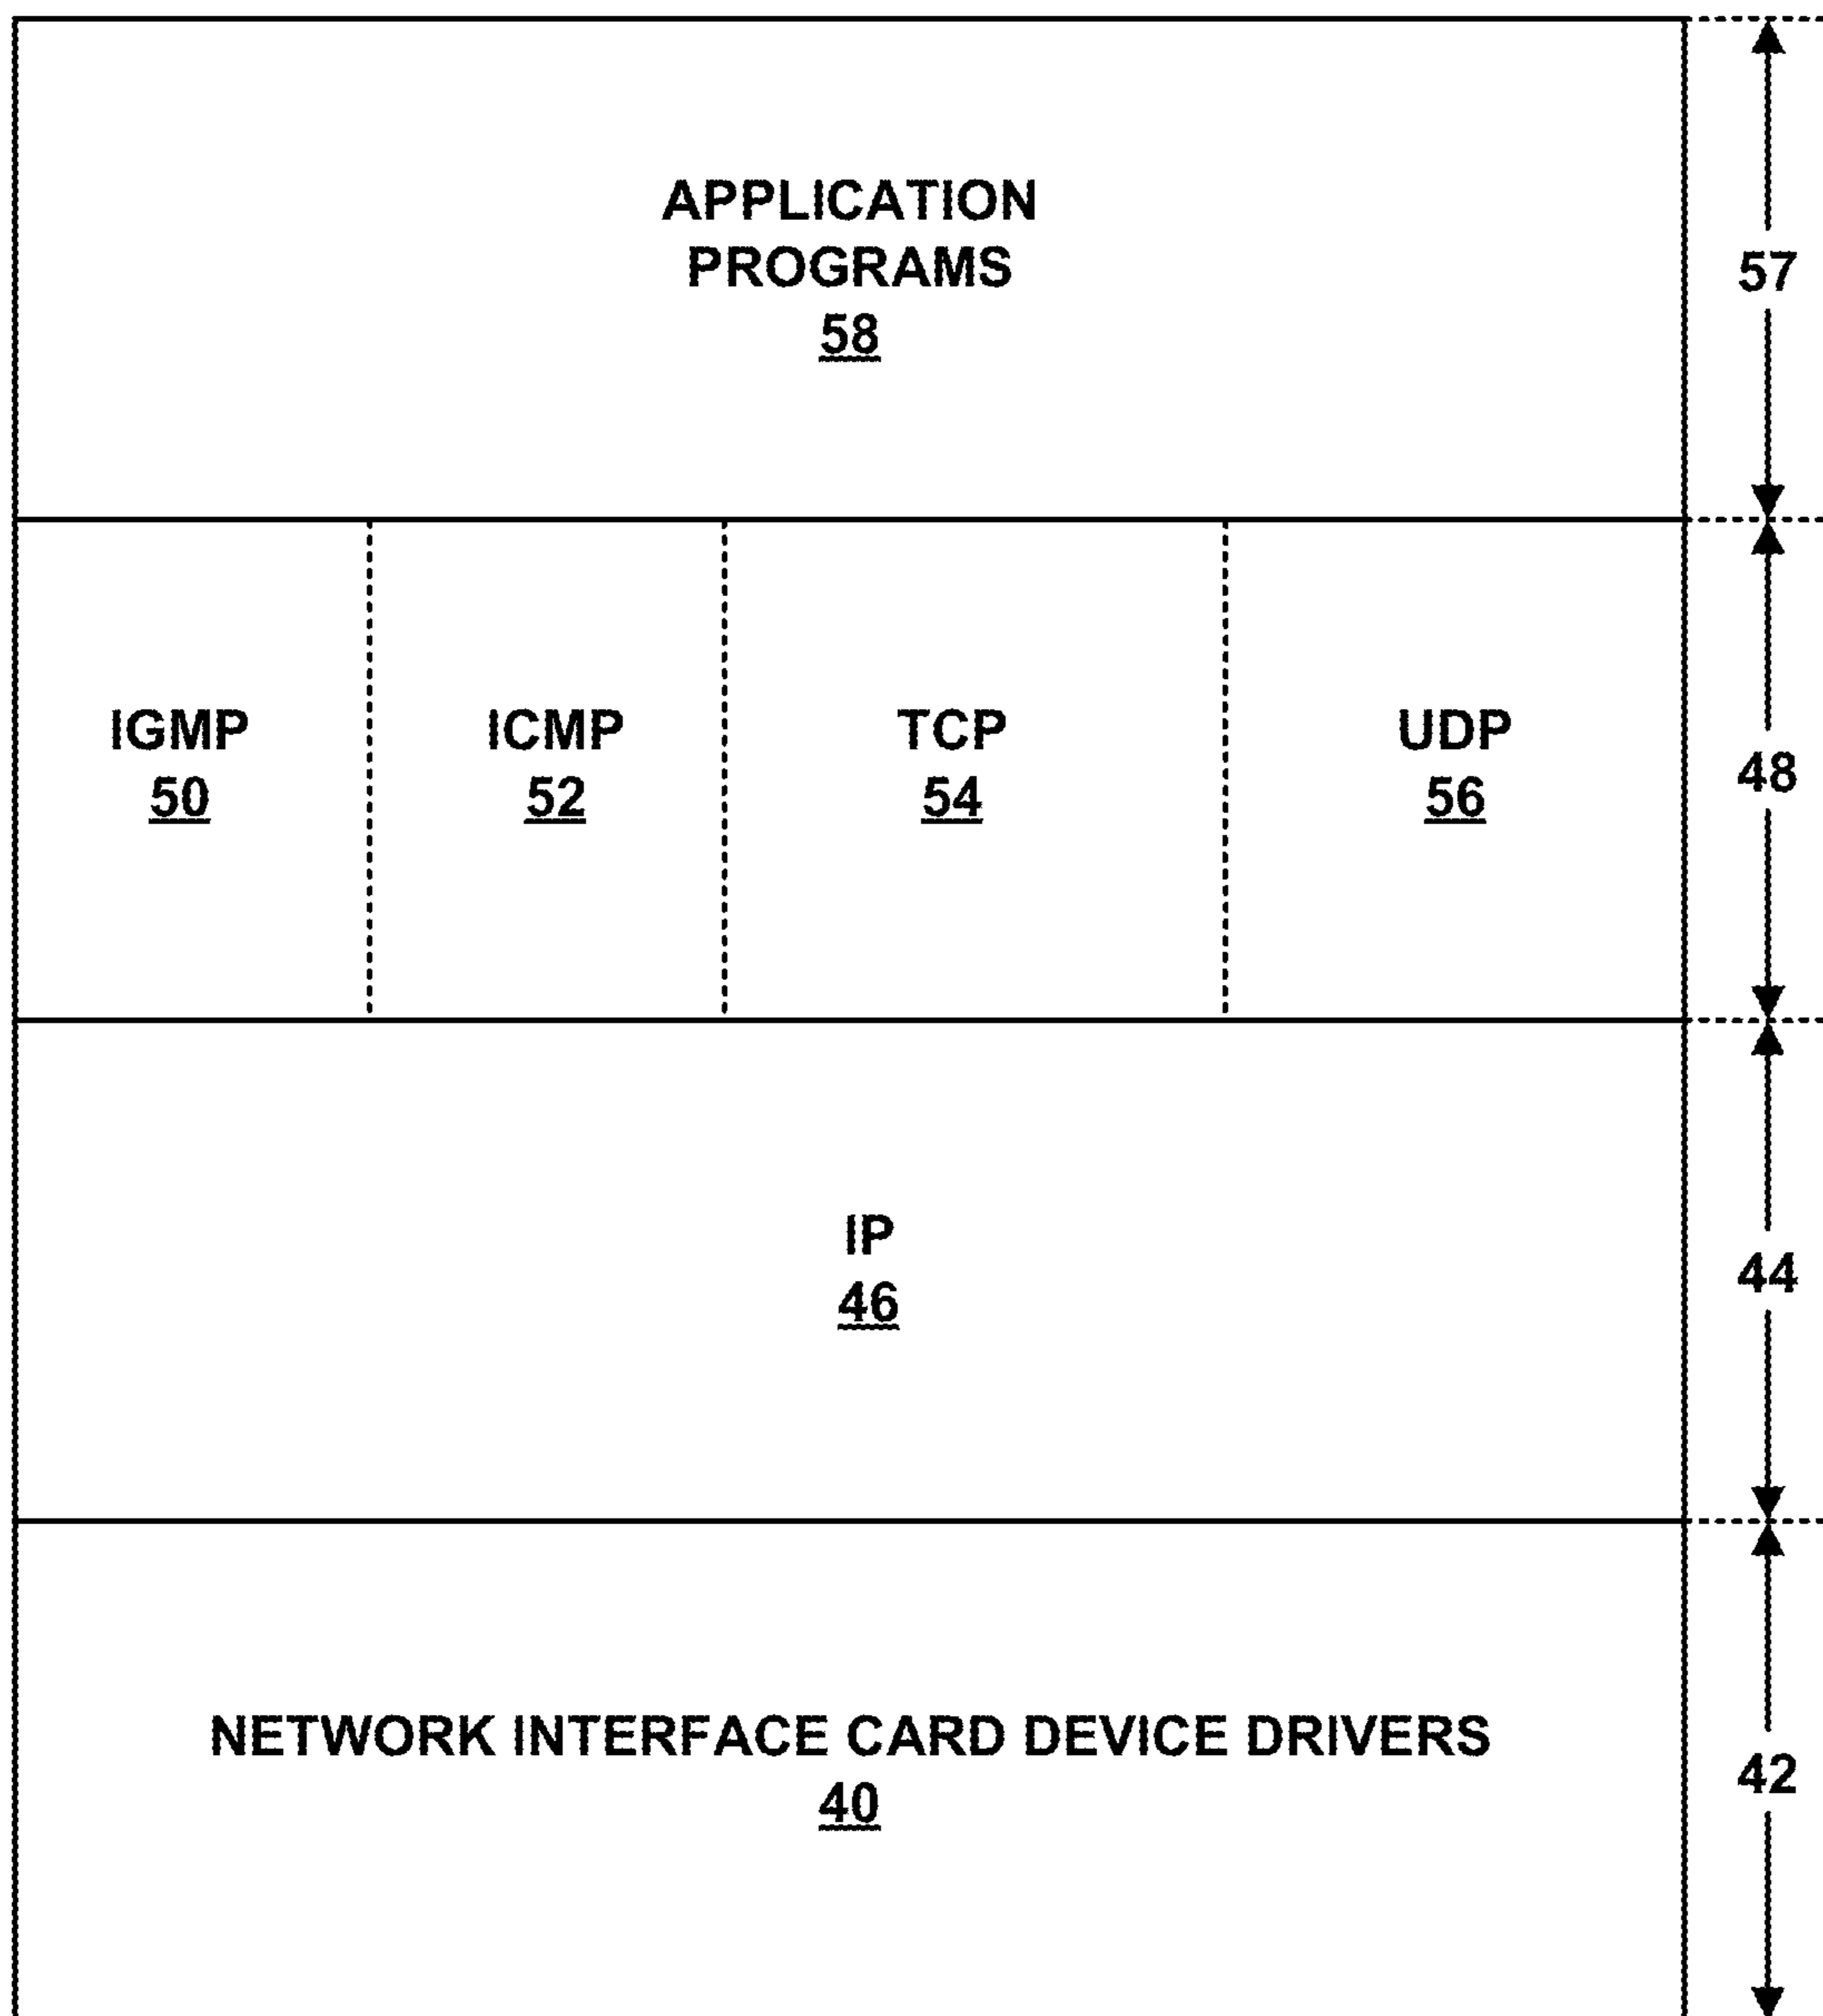 APPLICATION
PROGRAMS
58
57
IGMP
50
ICMP
52
TCP
54
UDP
56
48
IP
46
44
NETWORK INTERFACE CARD DEVICE DRIVERS
40
42